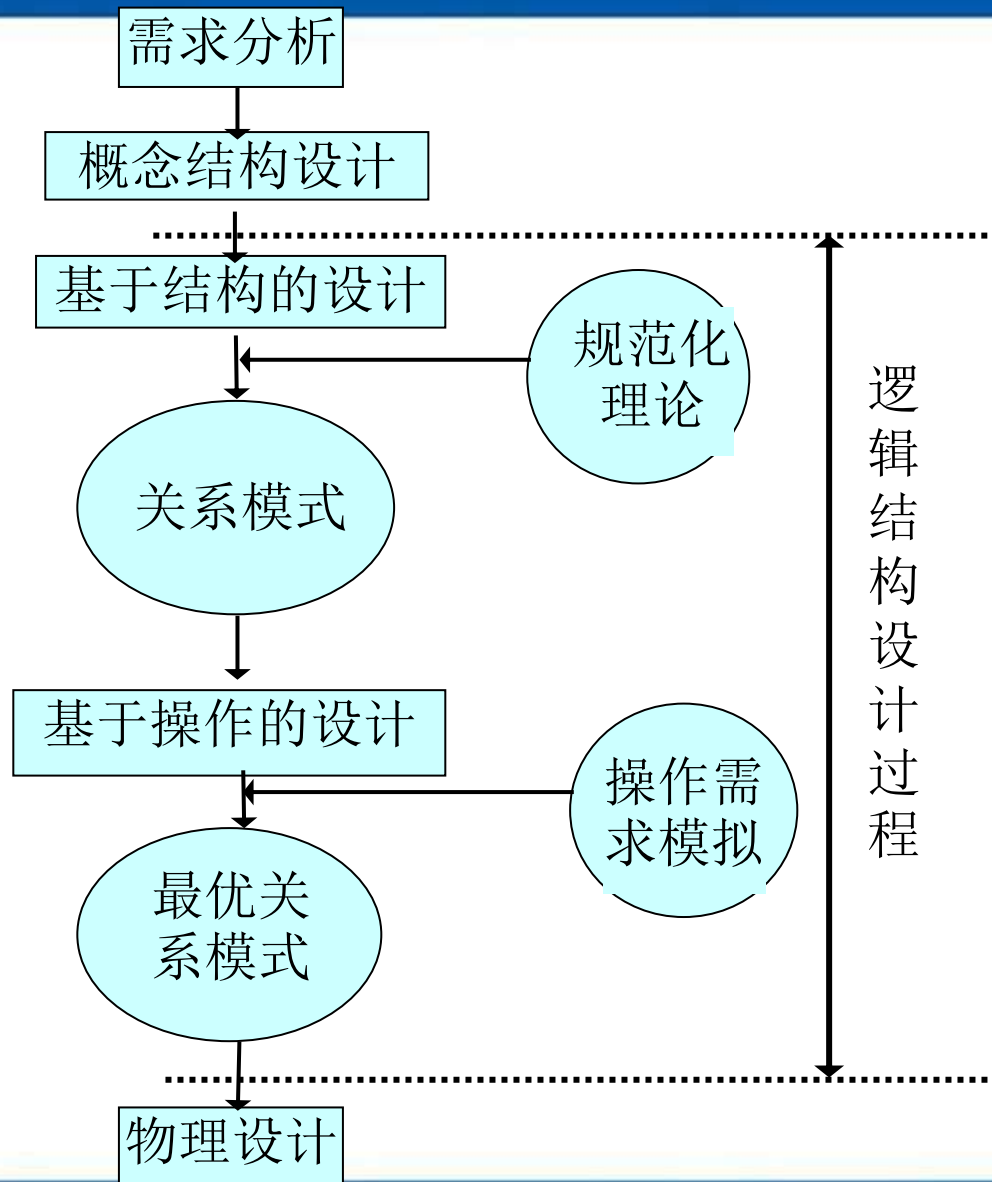 需求分析
概念结构设计
基于结构的设计
规范化
理论
关系模式
基于操作的设计
操作需
求模拟
最优关
系模式
物理设计
逻
辑
结
构
设
计
过
程